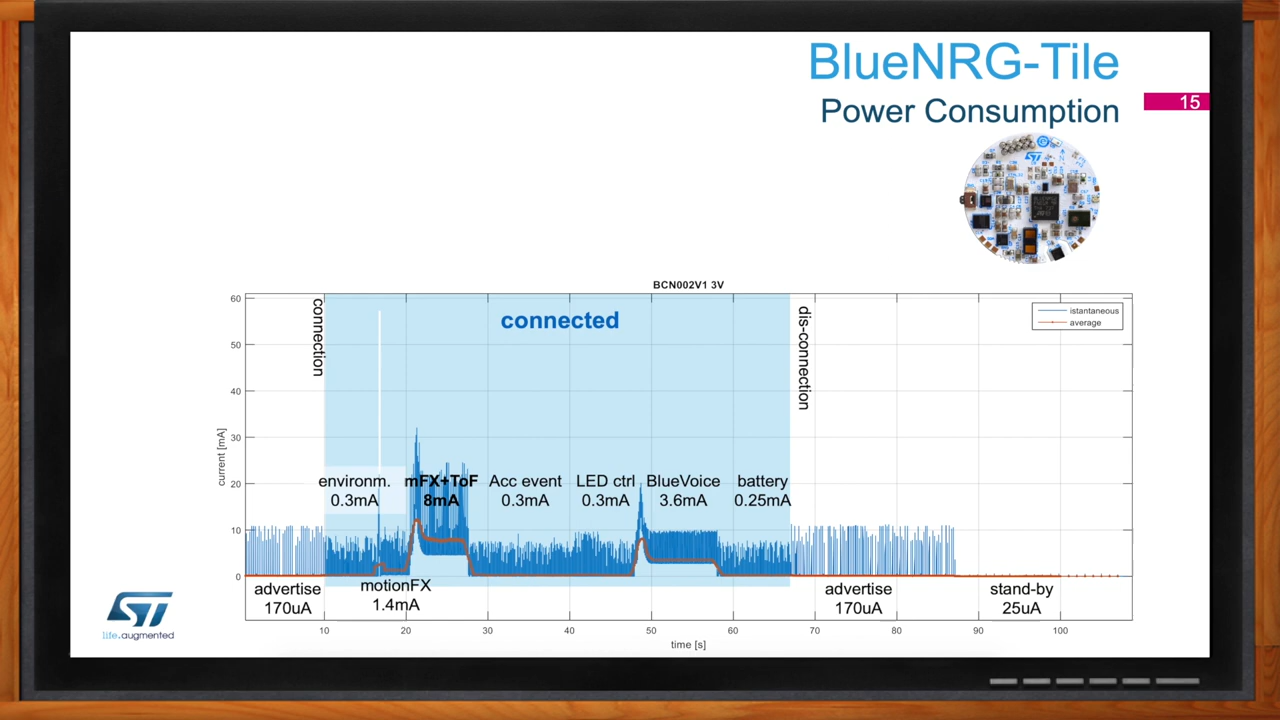 BlueNRG-Tile
Power Consumption
15
BCN002V1 3V
60
50
40
30
20
10
0
current [mA]
connection
connected
dis-connection
istantaneous
average
environm.
0.3mA
mFX+ToF
8mA
Acc event
0.3mA
LED ctrl
0.3mA
BlueVoice
3.6mA
battery
0.25mA
advertise
170uA
motionFX
1.4mA
advertise
170uA
stand-by
25uA
10
20
30
40
50
60
70
80
90
100
time [s]
ST
life.augmented